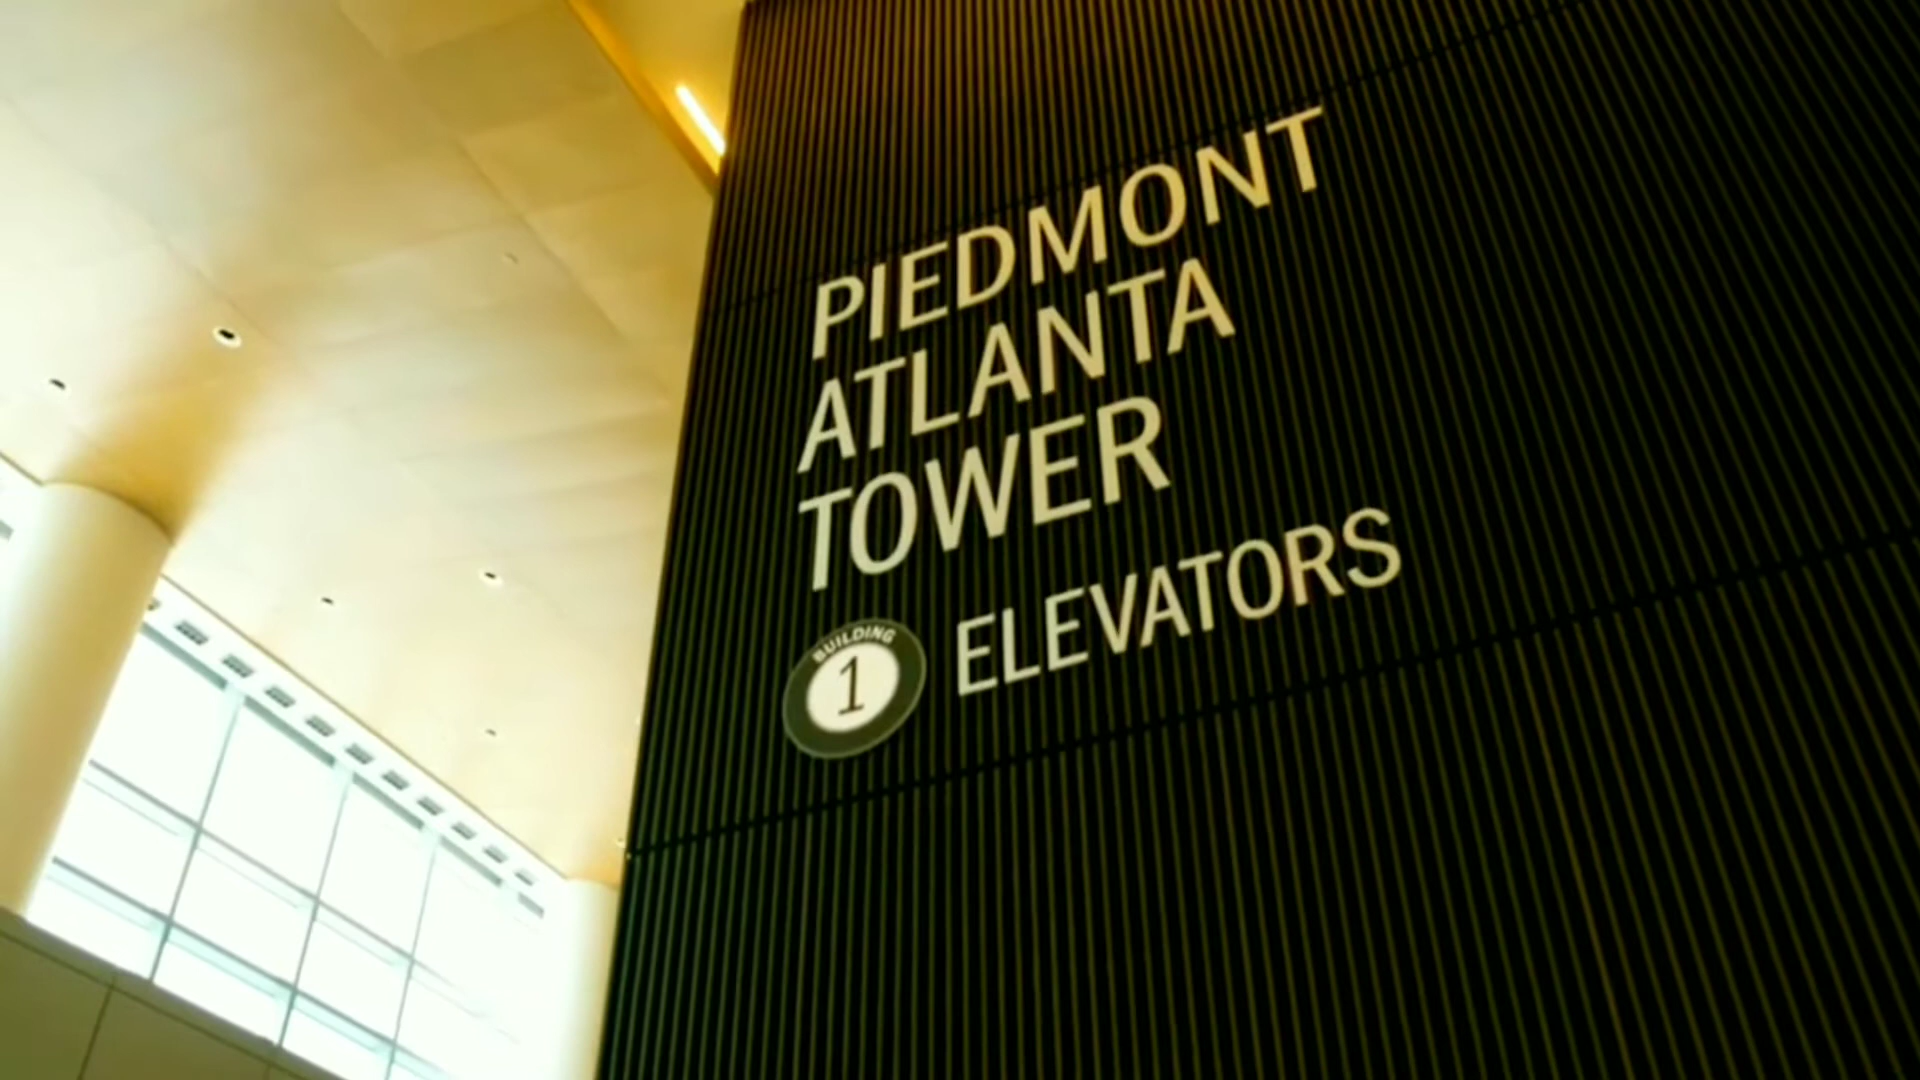 PIEDMONT
ATLANTA
TOWER
BUILDING
1
ELEVATORS